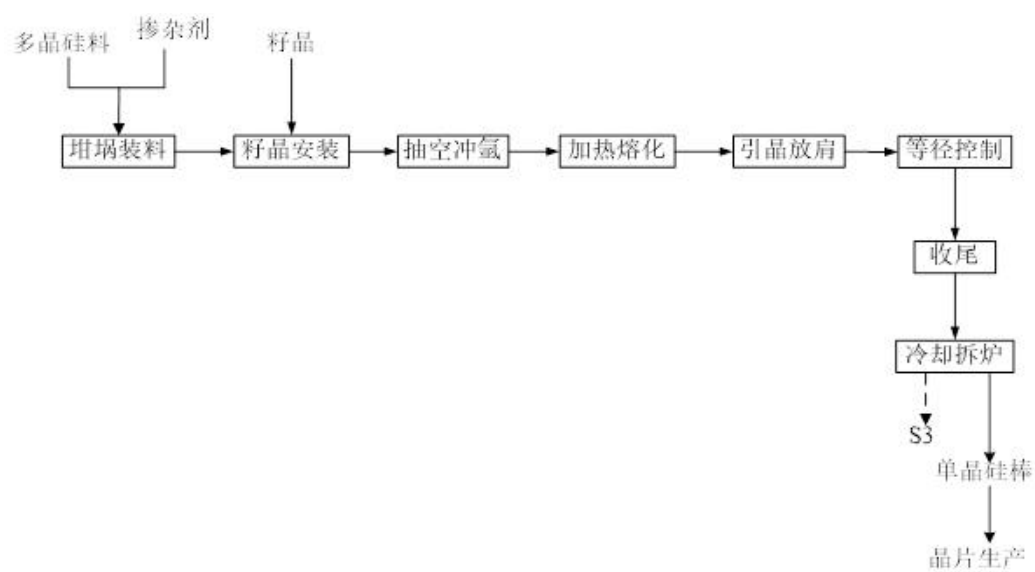 多晶硅料
掺杂剂
籽晶
坩埚装料
籽晶安装
抽空冲氩
加热熔化
引晶放肩
等径控制
收尾
冷却拆炉
S3
单晶硅棒
晶片生产